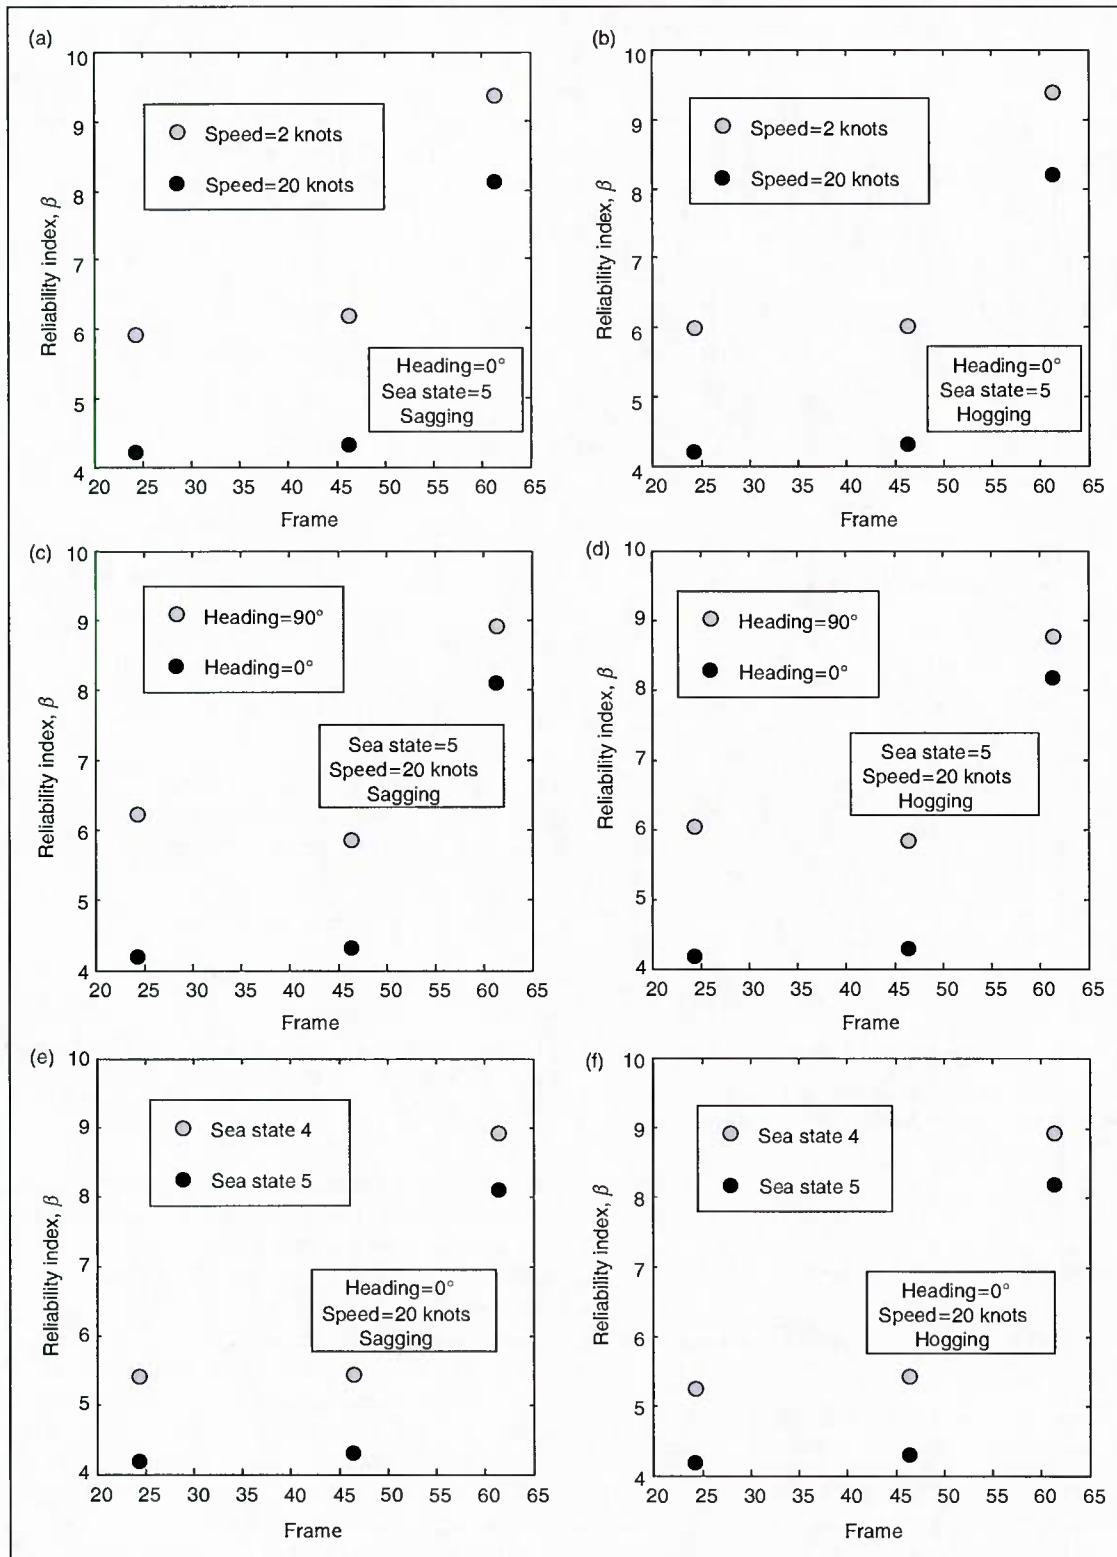 (a)
10
9
8
7
6
5
4
Reliability index, β
Speed=2 knots
Speed=20 knots
Heading=0°
Sea state=5
Sagging
20 25 30 35 40 45 50 55 60 65
Frame
(b)
10
9
8
7
6
5
4
Reliability index, β
Speed=2 knots
Speed=20 knots
Heading=0°
Sea state=5
Hogging
20 25 30 35 40 45 50 55 60 65
Frame
(c)
10
9
8
7
6
5
4
Reliability index, β
Heading=90°
Heading=0°
Sea state=5
Speed=20 knots
Sagging
20 25 30 35 40 45 50 55 60 65
Frame
(d)
10
9
8
7
6
5
4
Reliability index, β
Heading=90°
Heading=0°
Sea state=5
Speed=20 knots
Hogging
20 25 30 35 40 45 50 55 60 65
Frame
(e)
10
9
8
7
6
5
4
Reliability index, β
Sea state 4
Sea state 5
Heading=0°
Speed=20 knots
Sagging
20 25 30 35 40 45 50 55 60 65
Frame
(f)
10
9
8
7
6
5
4
Reliability index, β
Sea state 4
Sea state 5
Heading=0°
Speed=20 knots
Hogging
20 25 30 35 40 45 50 55 60 65
Frame